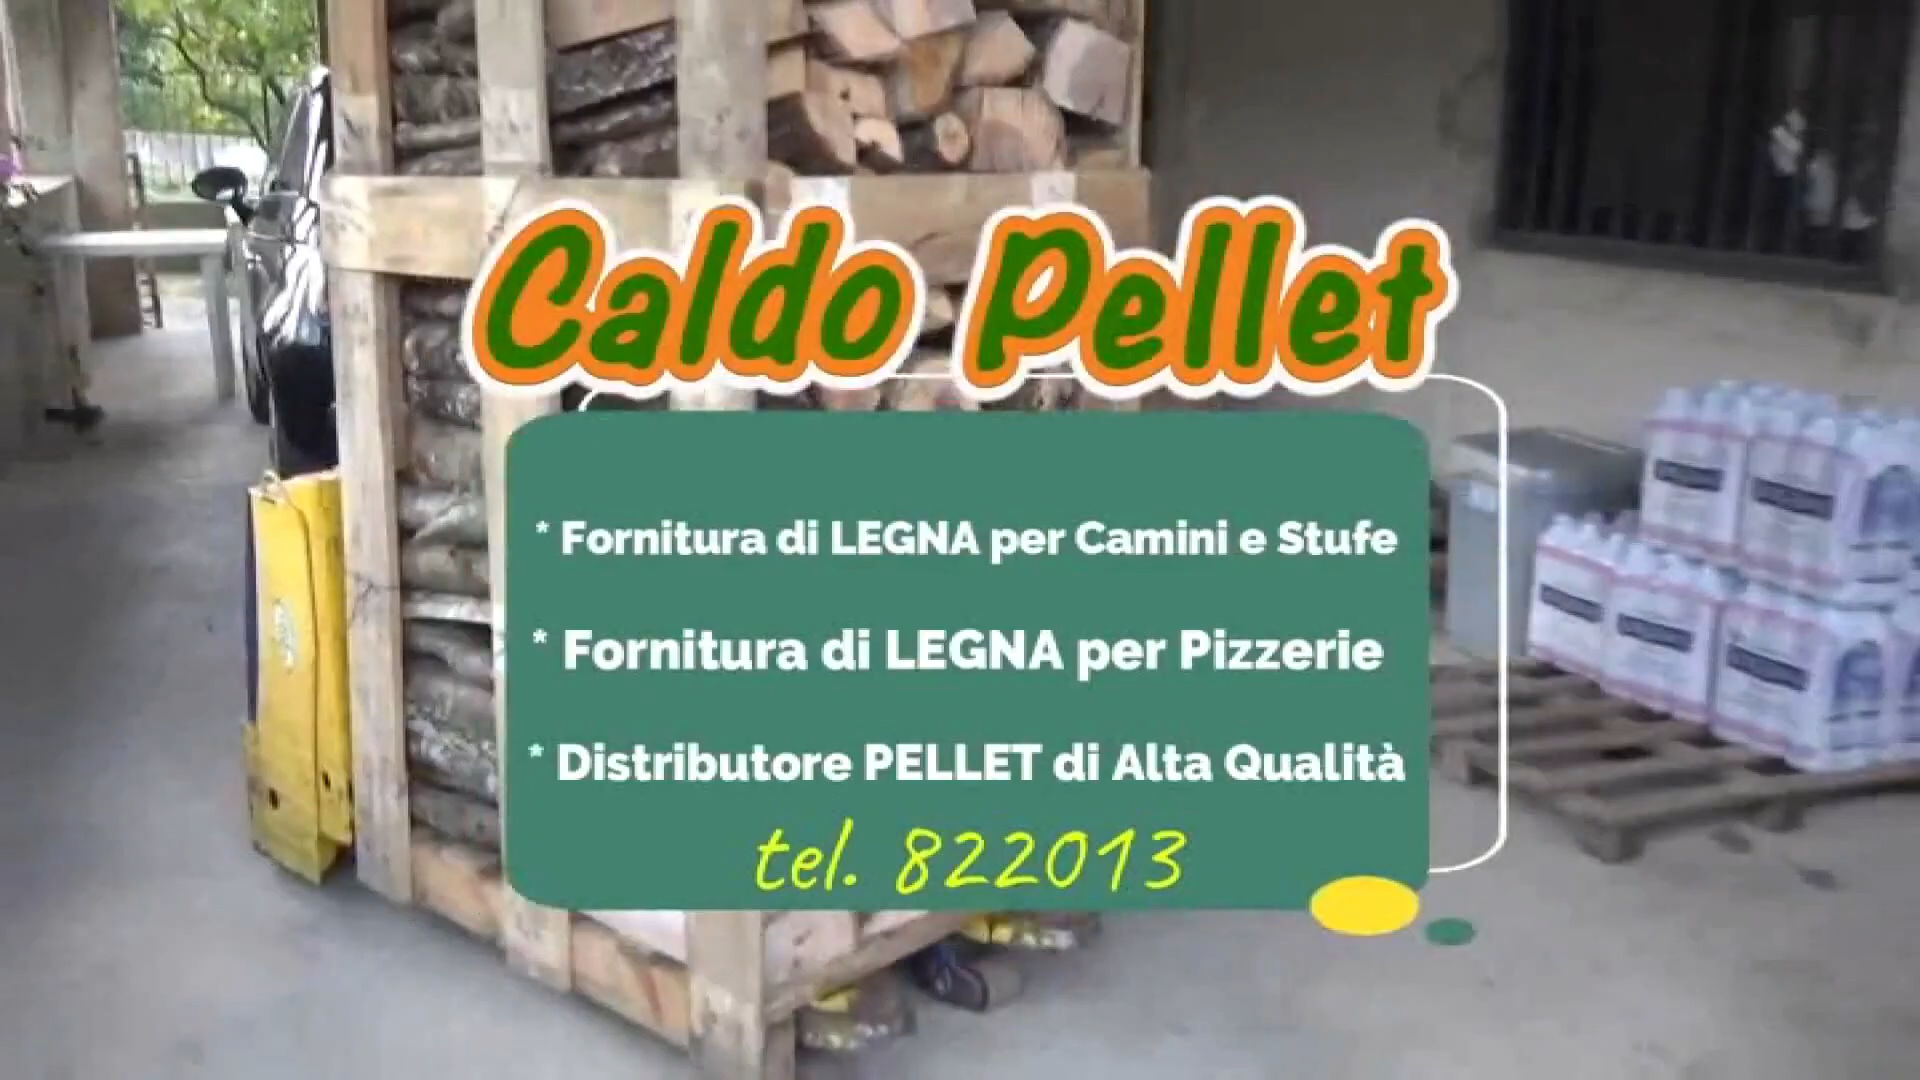 Caldo Pellet
* Fornitura di LEGNA per Camini e Stufe
* Fornitura di LEGNA per Pizzerie
* Distributore PELLET di Alta Qualità
tel. 822013